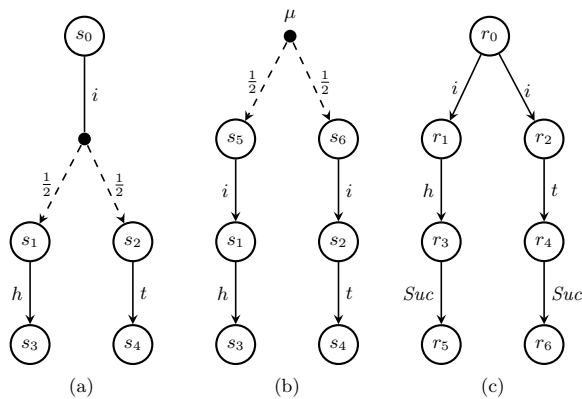 μ
s₀ r₀
i ½ ½ i i
s₅ s₆ r₁ r₂
½ ½ i i h t
s₁ s₂ s₁ s₂ r₃ r₄
h t h t Suc Suc
s₃ s₄ s₃ s₄ r₅ r₆
(a) (b) (c)